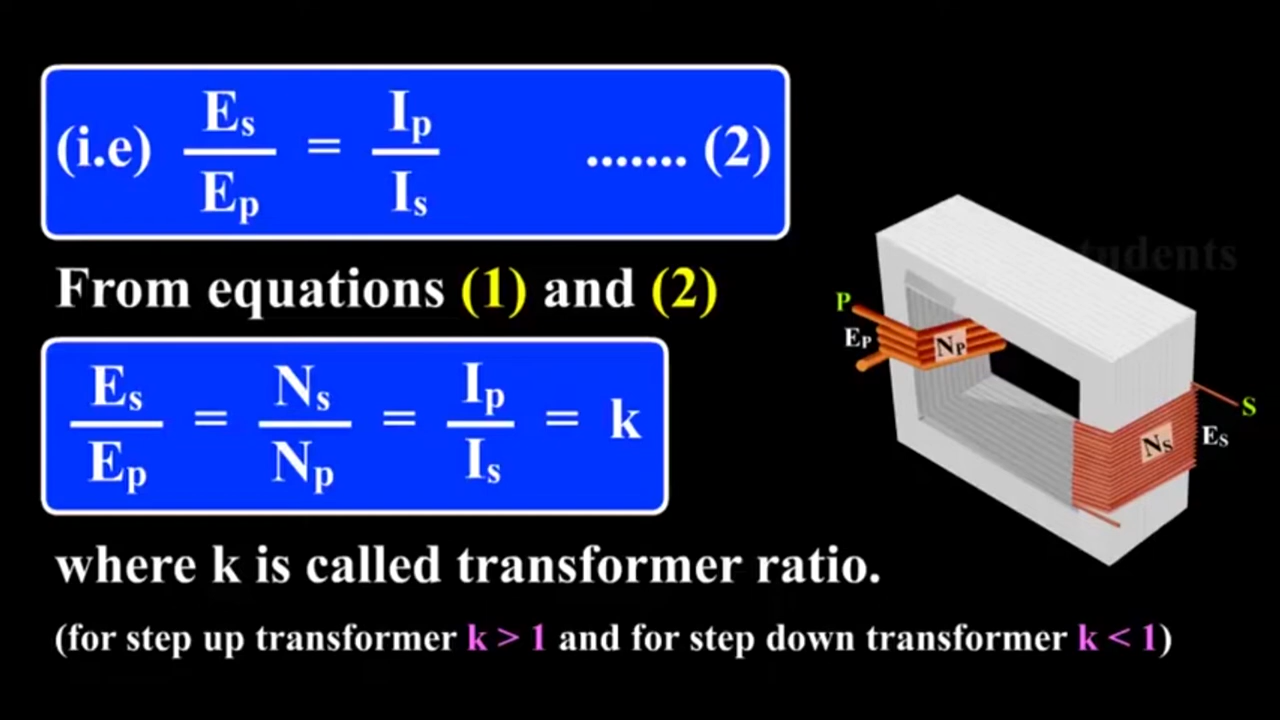 (i.e) Es/Ep = Ip/Is ....... (2)
From equations (1) and (2)
Es/Ep = Ns/Np = Ip/Is = k
where k is called transformer ratio.
(for step up transformer k > 1 and for step down transformer k < 1)
P
EP
NP
S
ES
NS